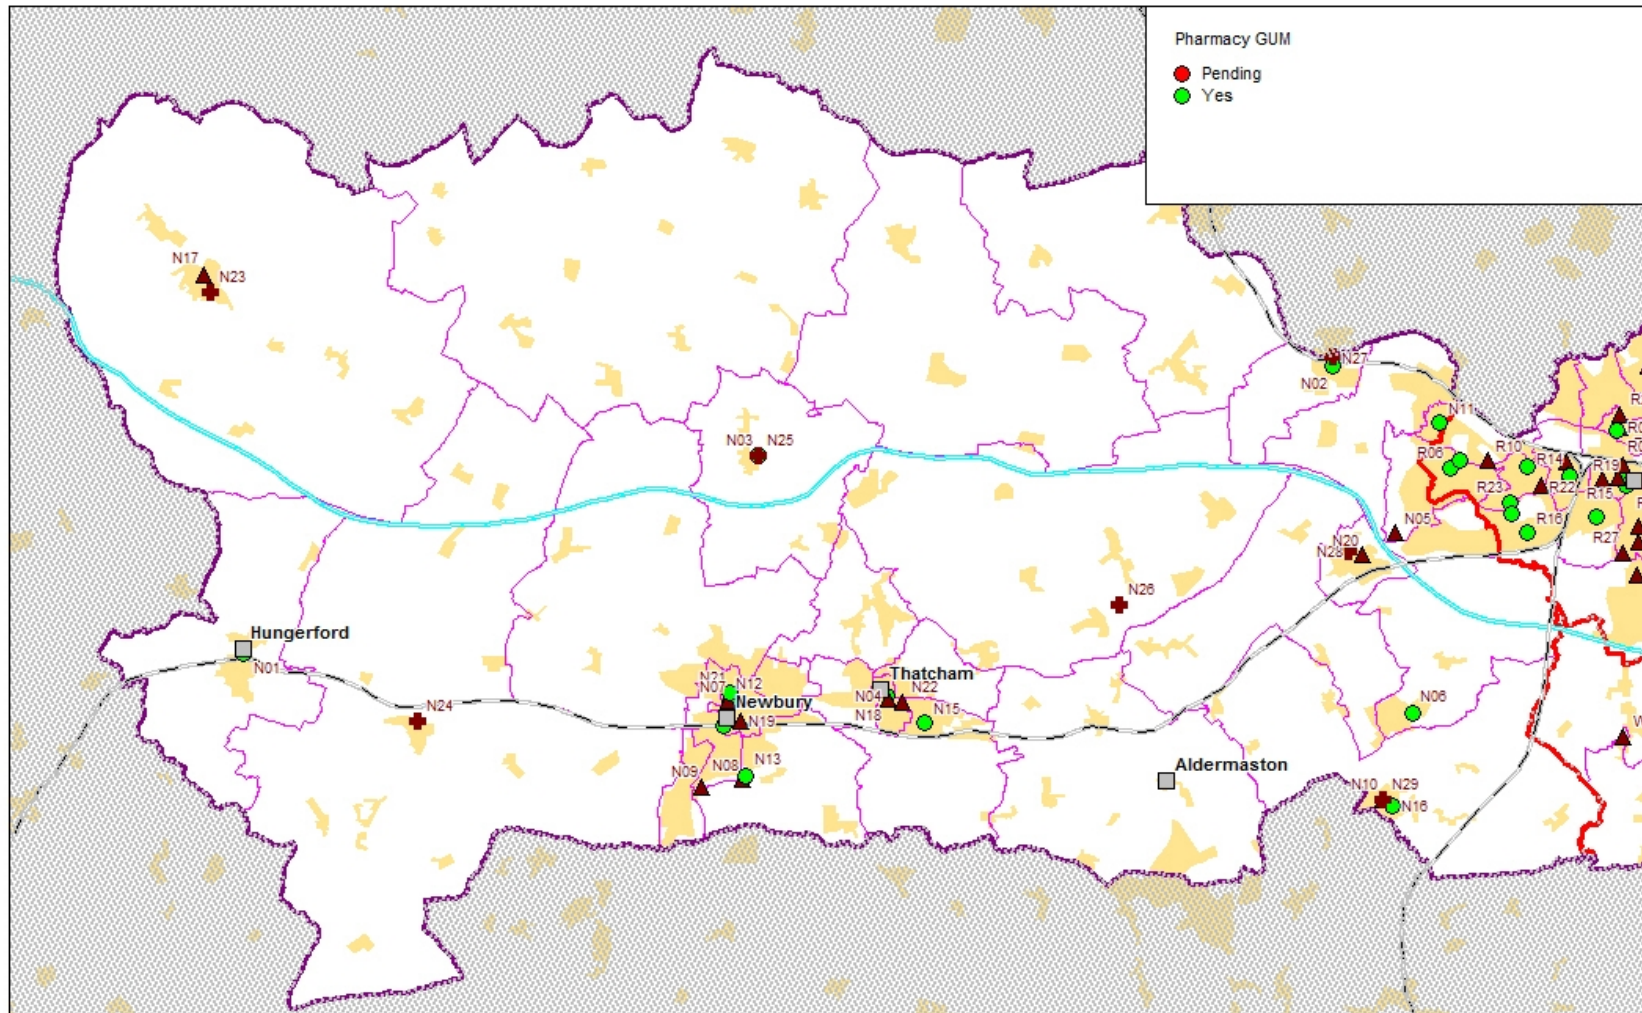 Pharmacy GUM
Pending
Yes
N17
N23
N27
N02
N11
N03
N25
R06
R10
R14
R19
R23
R22
R15
R16
R27
N05
N20
N28
N26
Hungerford
N01
N24
N21
N07
N12
Newbury
N19
Thatcham
N04
N22
N18
N15
N06
N09
N08
N13
Aldermaston
N10
N29
N16